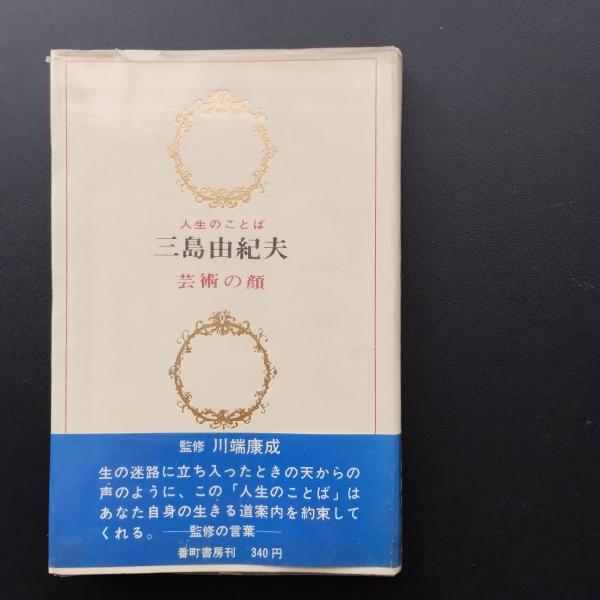 人生のことば
三島由紀夫
芸術の顔
監修 川端康成
生の迷路に立ち入ったときの天からの
声のように、この「人生のことば」は
あなた自身の生きる道案内を約束して
くれる。──監修の言葉──
番町書房刊 340円